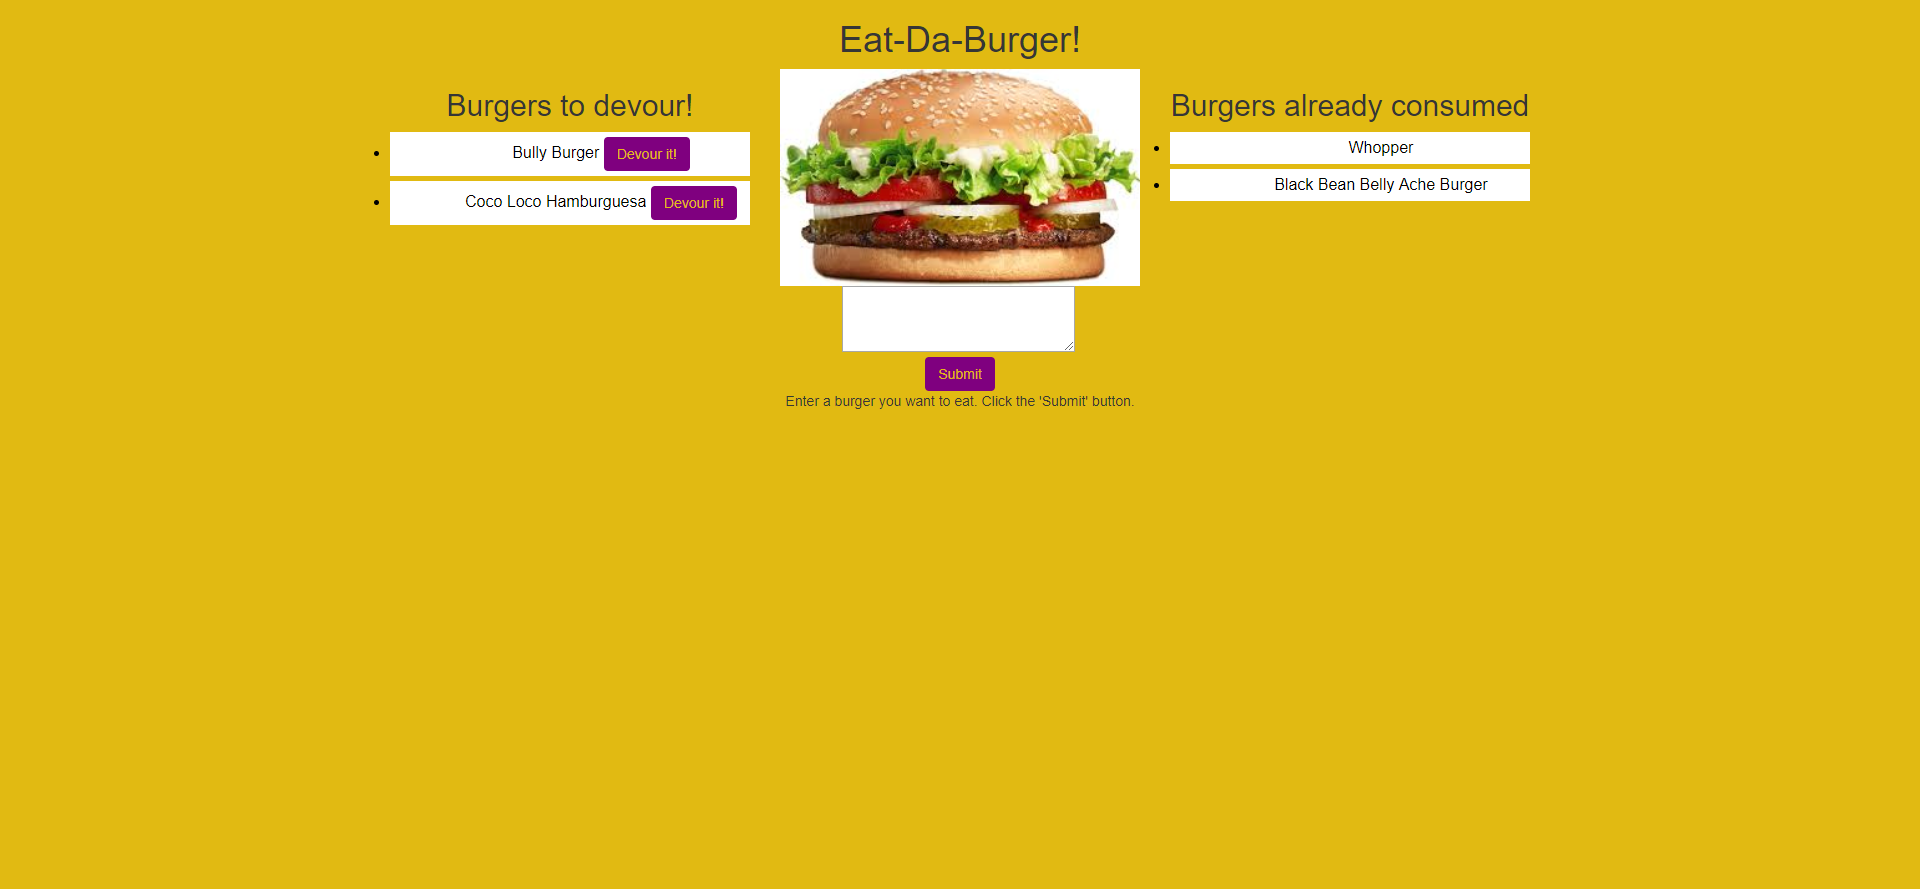 Eat-Da-Burger!
Burgers to devour!
Bully Burger Devour it!
Coco Loco Hamburguesa Devour it!
Submit
Enter a burger you want to eat. Click the 'Submit' button.
Burgers already consumed
Whopper
Black Bean Belly Ache Burger